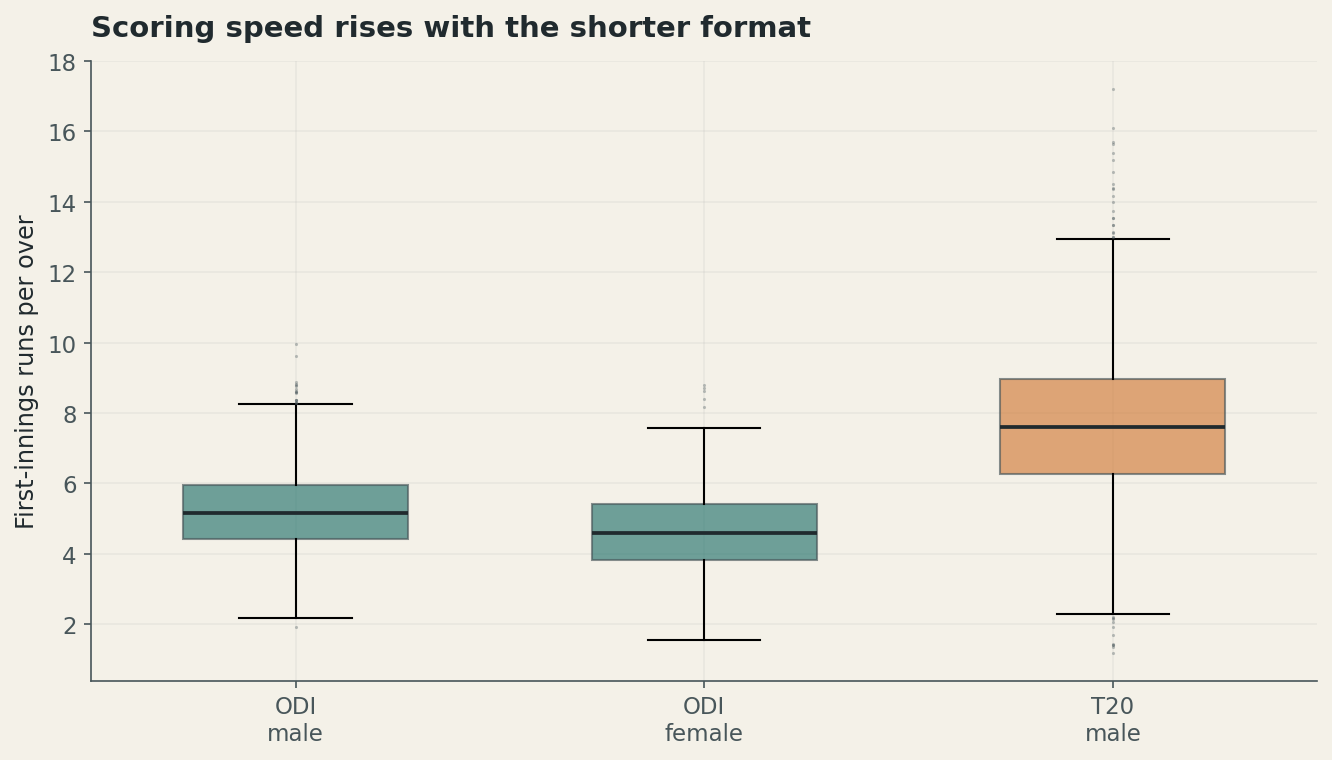 Scoring speed rises with the shorter format
First-innings runs per over
18
16
14
12
10
8
6
4
2
ODI
male
ODI
female
T20
male